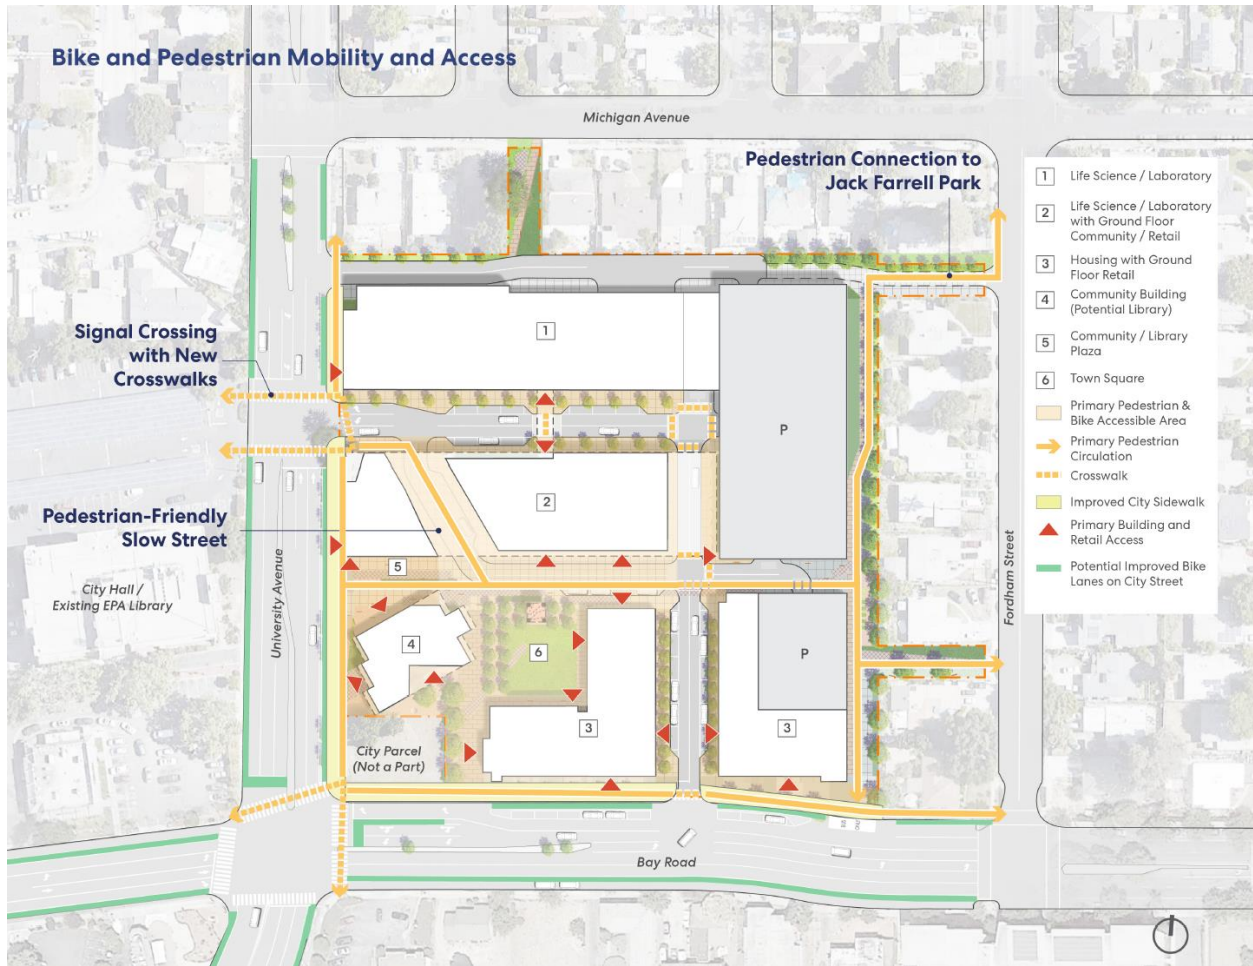 Bike and Pedestrian Mobility and Access
Michigan Avenue
Pedestrian Connection to
Jack Farrell Park
Signal Crossing
with New
Crosswalks
Pedestrian-Friendly
Slow Street
City Hall /
Existing EPA Library
University Avenue
1
2
P
5
4
6
3
P
3
City Parcel
(Not a Part)
Bay Road
Fordham Street
1 Life Science / Laboratory
2 Life Science / Laboratory
with Ground Floor
Community / Retail
3 Housing with Ground
Floor Retail
4 Community Building
(Potential Library)
5 Community / Library
Plaza
6 Town Square
Primary Pedestrian &
Bike Accessible Area
Primary Pedestrian
Circulation
Crosswalk
Improved City Sidewalk
Primary Building and
Retail Access
Potential Improved Bike
Lanes on City Street